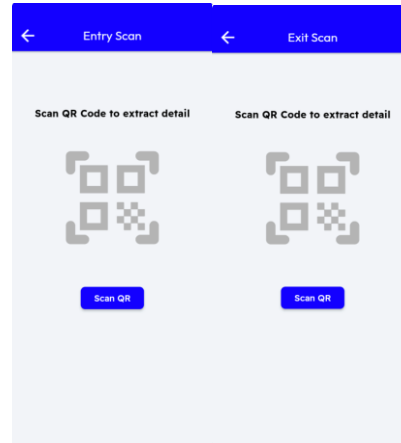 Entry Scan
Scan QR Code to extract detail
Scan QR
Exit Scan
Scan QR Code to extract detail
Scan QR